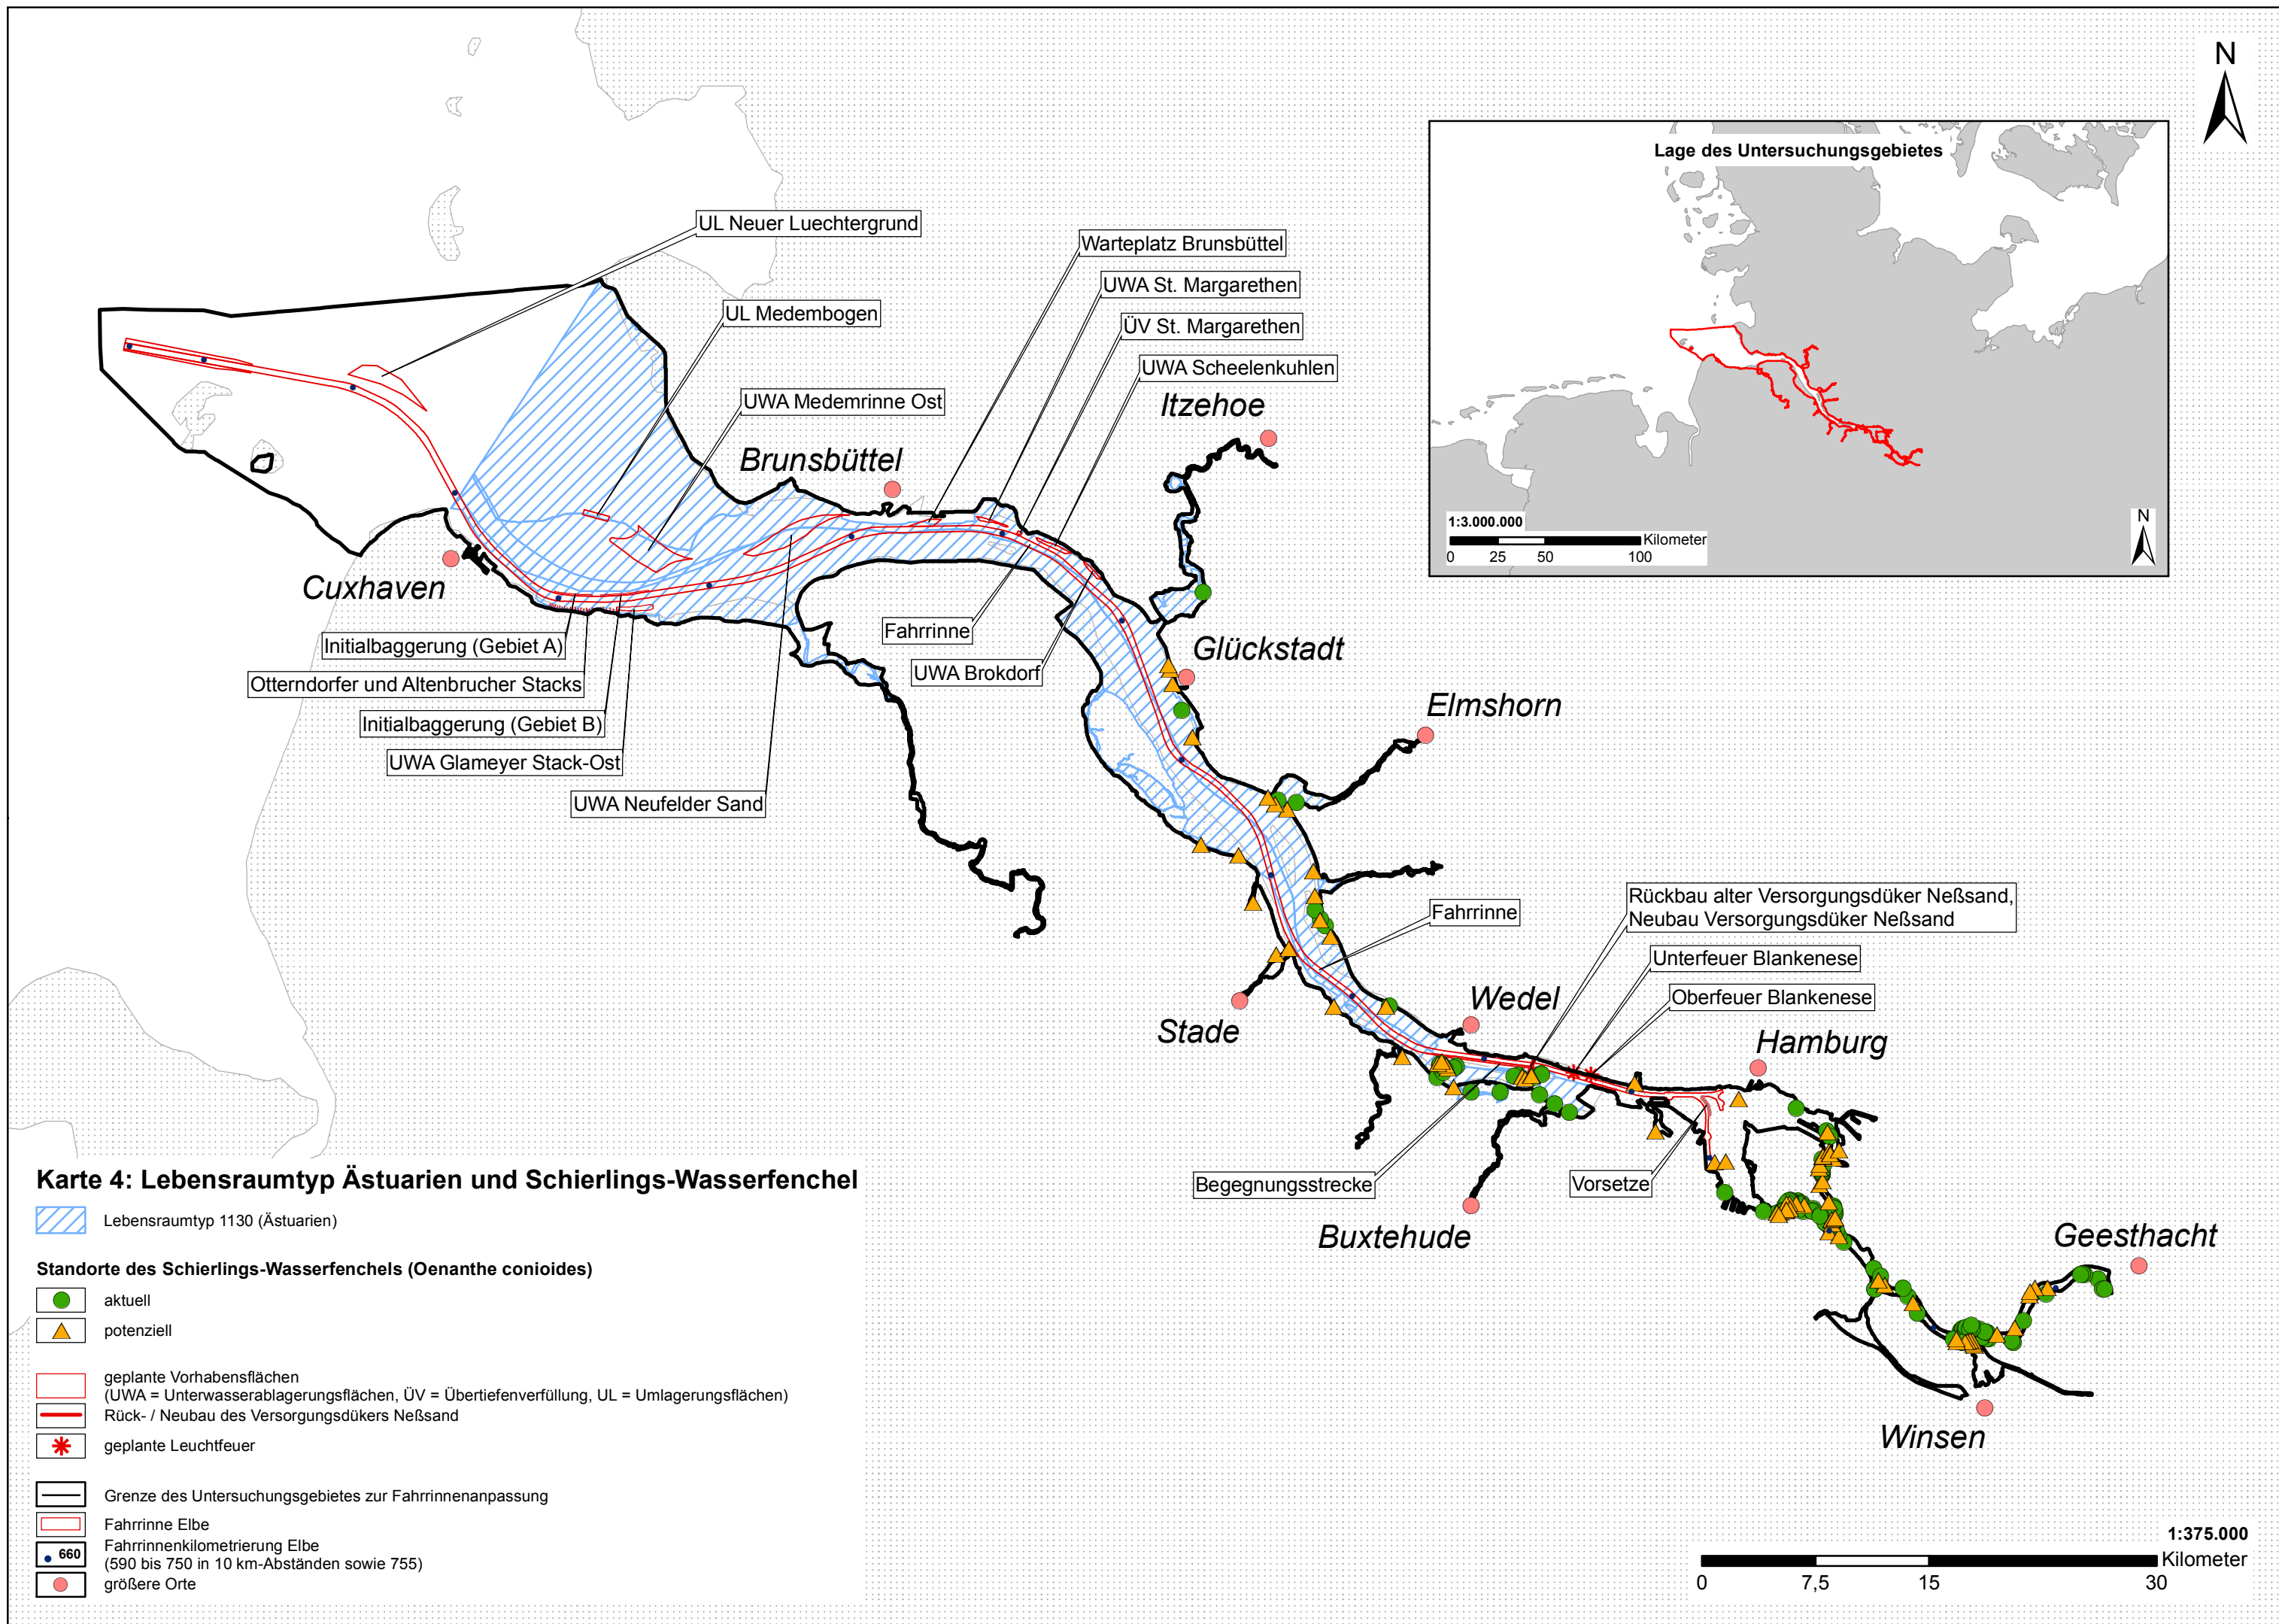 N
Lage des Untersuchungsgebietes
1:3.000.000
Kilometer
0 25 50 100
N
UL Neuer Luechtergrund
Warteplatz Brunsbüttel
UWA St. Margarethen
UL Medembogen
ÜV St. Margarethen
UWA Scheelenkuhlen
UWA Medemrinne Ost
Itzehoe
Brunsbüttel
Cuxhaven
Fahrrinne
Initialbaggerung (Gebiet A)
Glückstadt
UWA Brokdorf
Otterndorfer und Altenbrucher Stacks
Elmshorn
Initialbaggerung (Gebiet B)
UWA Glameyer Stack-Ost
UWA Neufelder Sand
Rückbau alter Versorgungsdüker Neßsand,
Neubau Versorgungsdüker Neßsand
Fahrrinne
Unterfeuer Blankenese
Oberfeuer Blankenese
Wedel
Stade
Hamburg
Begegnungsstrecke
Vorsetze
Buxtehude
Geesthacht
Winsen
Karte 4: Lebensraumtyp Ästuarien und Schierlings-Wasserfenchel
Lebensraumtyp 1130 (Ästuarien)
Standorte des Schierlings-Wasserfenchels (Oenanthe conioides)
aktuell
potenziell
geplante Vorhabensflächen
(UWA = Unterwasserablagerungsflächen, ÜV = Übertiefenverfüllung, UL = Umlagerungsflächen)
Rück- / Neubau des Versorgungsdükers Neßsand
geplante Leuchtfeuer
Grenze des Untersuchungsgebietes zur Fahrrinnenanpassung
Fahrrinne Elbe
660 Fahrrinnenkilometrierung Elbe
(590 bis 750 in 10 km-Abständen sowie 755)
größere Orte
1:375.000
Kilometer
0 7,5 15 30